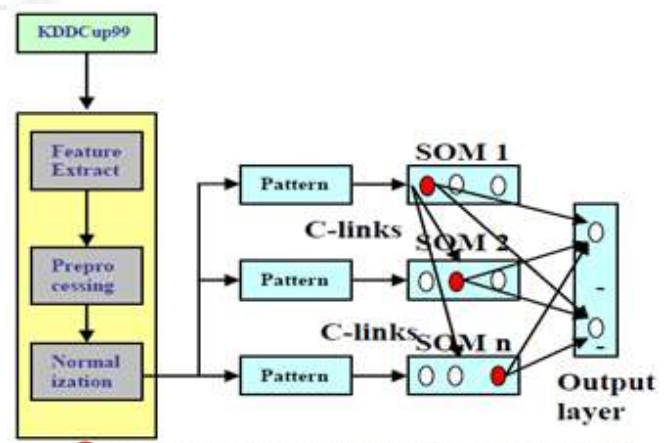 KDDCup99
Feature
Extract
Prepro
cessing
Normal
ization
Pattern
SOM 1
C-links
Pattern
SOM 2
C-links
Pattern
SOM n
Output
layer